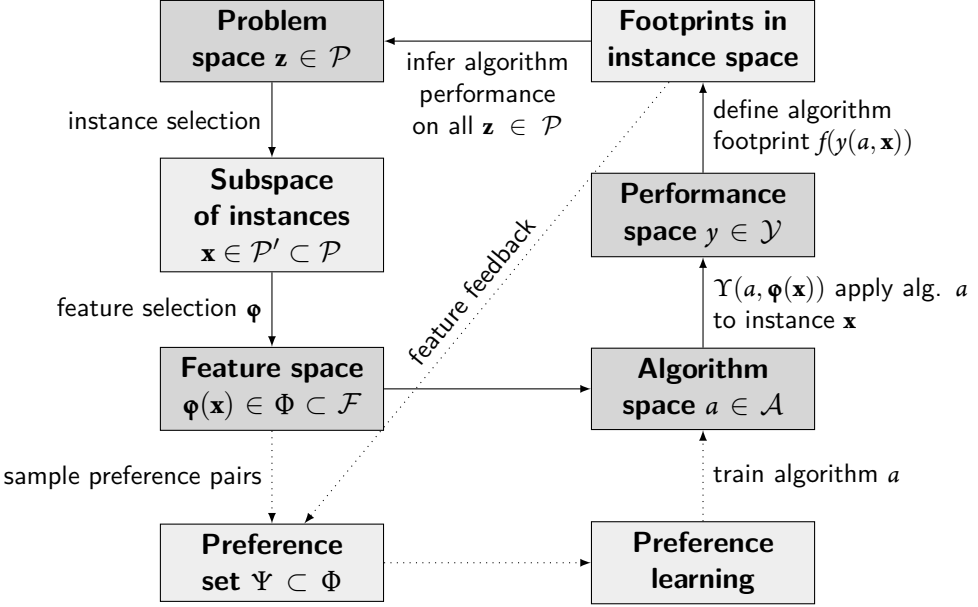 Problem
space z ∈ 𝒫
Footprints in
instance space
infer algorithm
performance
on all z ∈ 𝒫
instance selection
define algorithm
footprint f(y(a, x))
Subspace
of instances
x ∈ 𝒫′ ⊂ 𝒫
Performance
space y ∈ 𝒴
feature feedback
feature selection φ
ϒ(a, φ(x)) apply alg. a
to instance x
Feature space
φ(x) ∈ Φ ⊂ ℱ
Algorithm
space a ∈ 𝒜
sample preference pairs
train algorithm a
Preference
set Ψ ⊂ Φ
Preference
learning